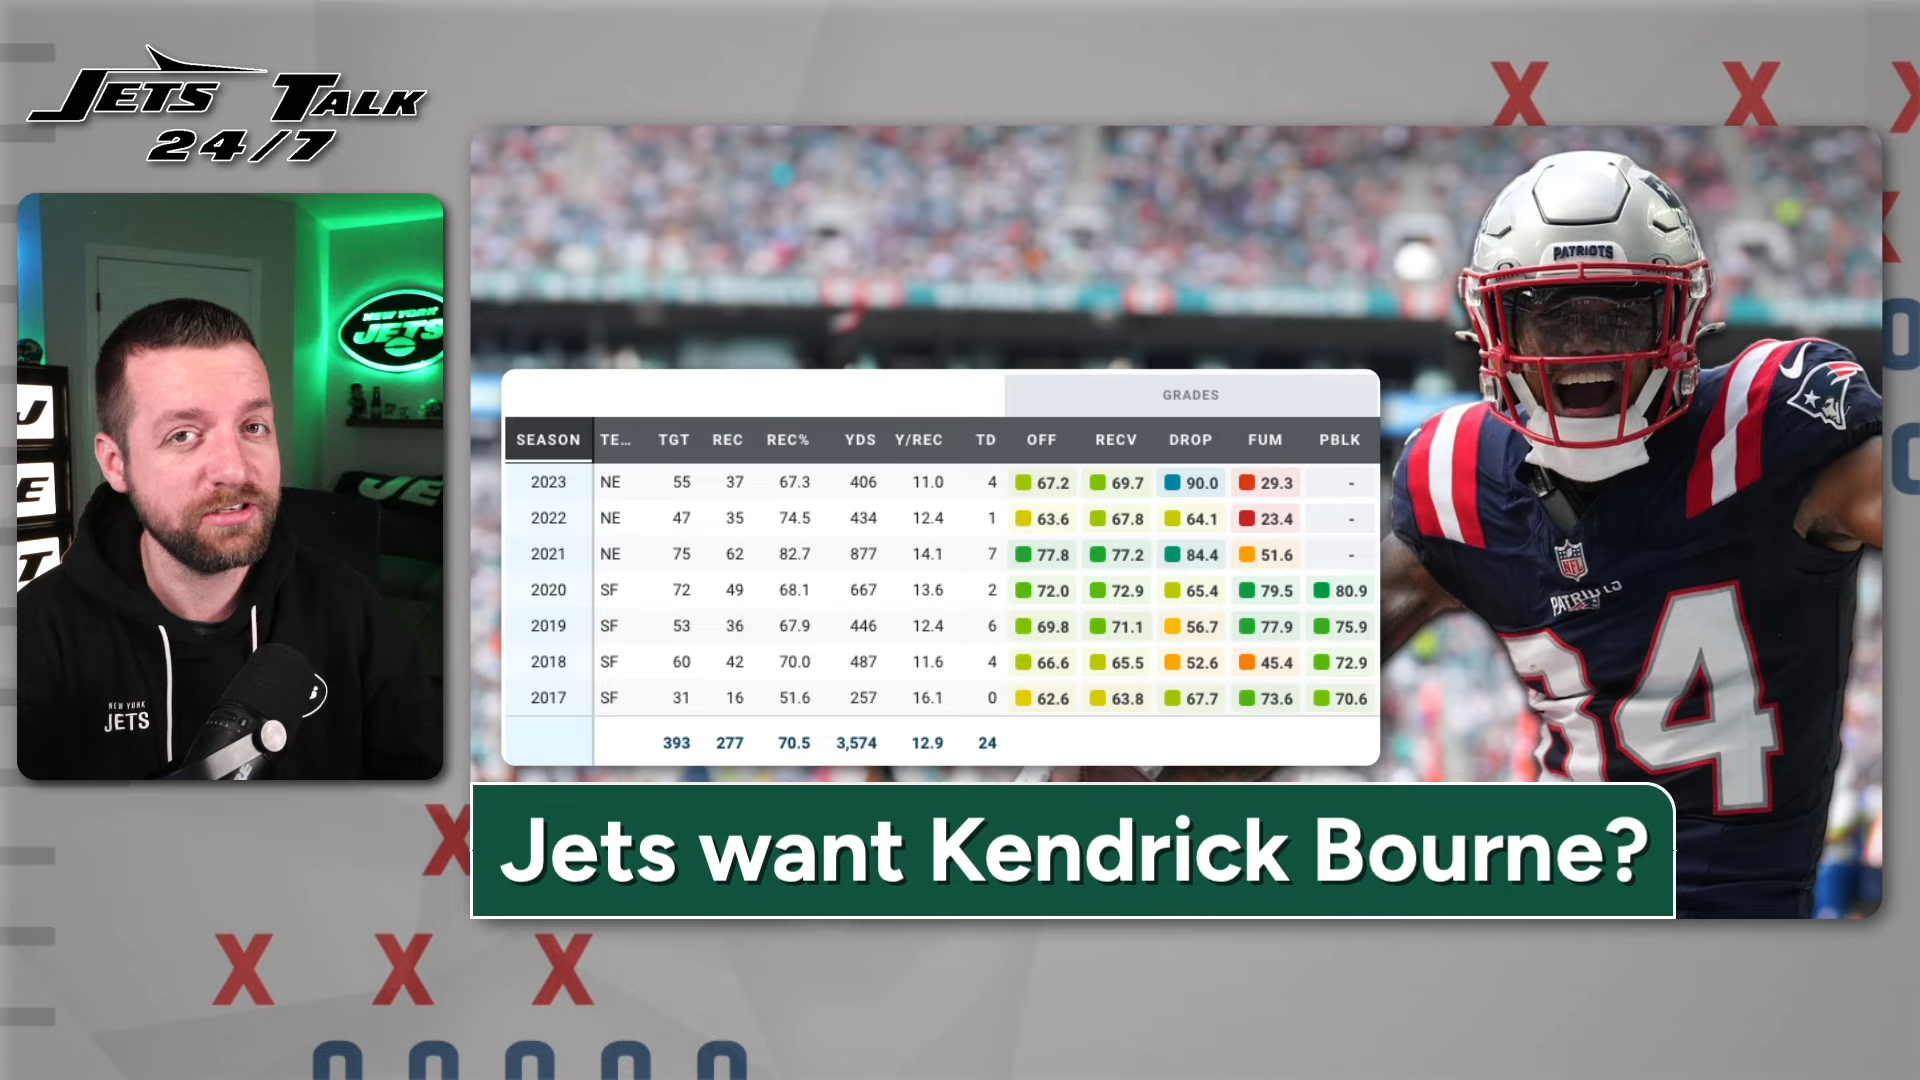 JETS TALK
24/7
NEW YORK
JETS
J
E
T
JE
NEW YORK
JETS
GRADES
SEASON TE... TGT REC REC% YDS Y/REC TD OFF RECV DROP FUM PBLK
2023 NE 55 37 67.3 406 11.0 4 67.2 69.7 90.0 29.3 -
2022 NE 47 35 74.5 434 12.4 1 63.6 67.8 64.1 23.4 -
2021 NE 75 62 82.7 877 14.1 7 77.8 77.2 84.4 51.6 -
2020 SF 72 49 68.1 667 13.6 2 72.0 72.9 65.4 79.5 80.9
2019 SF 53 36 67.9 446 12.4 6 69.8 71.1 56.7 77.9 75.9
2018 SF 60 42 70.0 487 11.6 4 66.6 65.5 52.6 45.4 72.9
2017 SF 31 16 51.6 257 16.1 0 62.6 63.8 67.7 73.6 70.6
393 277 70.5 3,574 12.9 24
PATRIOTS
NFL
PATRIOTS
84
Jets want Kendrick Bourne?
X X X
X
X
X X X
O
O
O O O O O